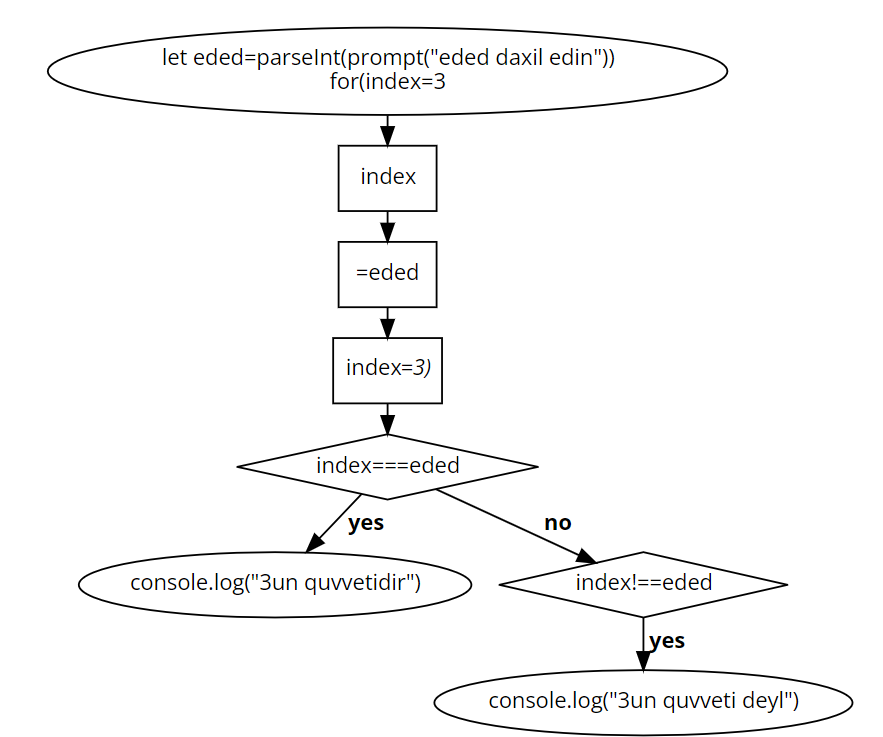 let eded=parseInt(prompt("eded daxil edin"))
for(index=3
index
=eded
index=3)
index===eded
yes
no
console.log("3un quvvetidir")
index!==eded
yes
console.log("3un quvveti deyl")